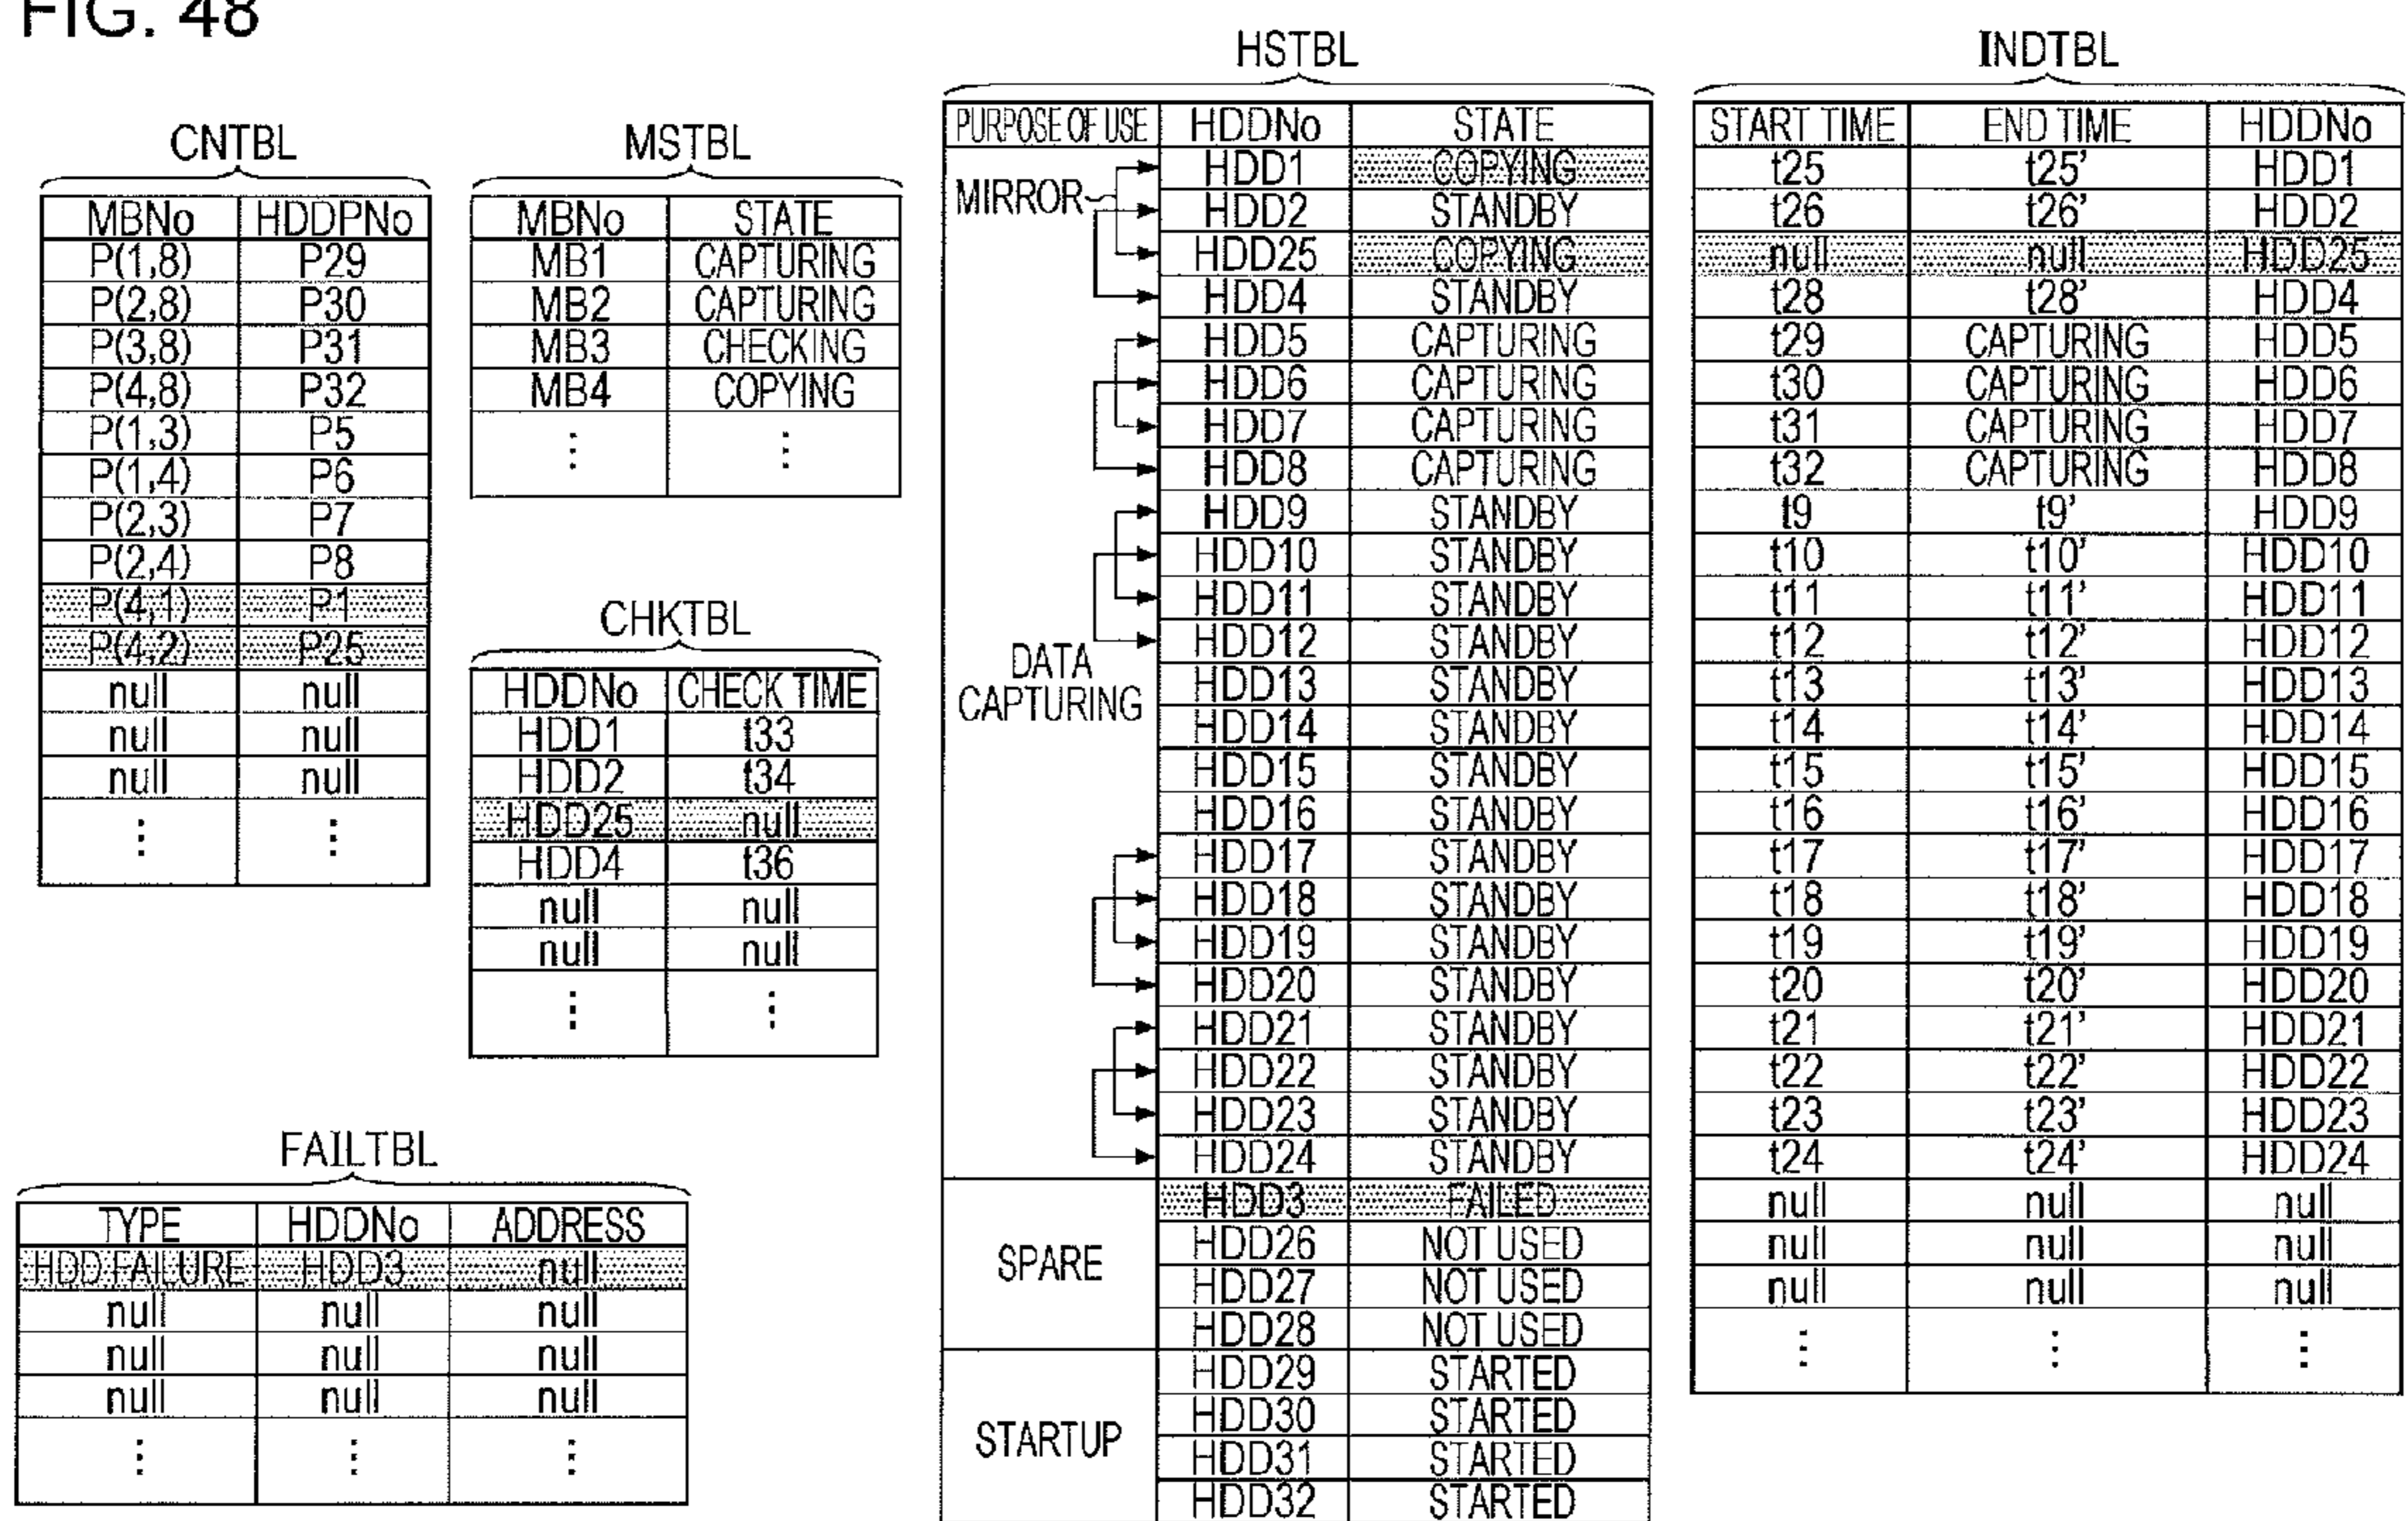 FIG. 48
CNTBL
MBNo HDDPNo
P(1,8) P29
P(2,8) P30
P(3,8) P31
P(4,8) P32
P(1,3) P5
P(1,4) P6
P(2,3) P7
P(2,4) P8
P(4,1) P1
P(4,2) P25
null null
null null
null null
⋮ ⋮
MSTBL
MBNo STATE
MB1 CAPTURING
MB2 CAPTURING
MB3 CHECKING
MB4 COPYING
⋮ ⋮
CHKTBL
HDDNo CHECK TIME
HDD1 t33
HDD2 t34
HDD25 null
HDD4 t36
null null
null null
⋮ ⋮
FAILTBL
TYPE HDDNo ADDRESS
HDD FAILURE HDD3 null
null null null
null null null
null null null
⋮ ⋮ ⋮
HSTBL
PURPOSE OF USE HDDNo STATE
MIRROR
DATA
CAPTURING
HDD1 COPYING
HDD2 STANDBY
HDD25 COPYING
HDD4 STANDBY
HDD5 CAPTURING
HDD6 CAPTURING
HDD7 CAPTURING
HDD8 CAPTURING
HDD9 STANDBY
HDD10 STANDBY
HDD11 STANDBY
HDD12 STANDBY
HDD13 STANDBY
HDD14 STANDBY
HDD15 STANDBY
HDD16 STANDBY
HDD17 STANDBY
HDD18 STANDBY
HDD19 STANDBY
HDD20 STANDBY
HDD21 STANDBY
HDD22 STANDBY
HDD23 STANDBY
HDD24 STANDBY
SPARE
HDD3 FAILED
HDD26 NOT USED
HDD27 NOT USED
HDD28 NOT USED
STARTUP
HDD29 STARTED
HDD30 STARTED
HDD31 STARTED
HDD32 STARTED
INDTBL
START TIME END TIME HDDNo
t25 t25' HDD1
t26 t26' HDD2
null null HDD25
t28 t28' HDD4
t29 CAPTURING HDD5
t30 CAPTURING HDD6
t31 CAPTURING HDD7
t32 CAPTURING HDD8
t9 t9' HDD9
t10 t10' HDD10
t11 t11' HDD11
t12 t12' HDD12
t13 t13' HDD13
t14 t14' HDD14
t15 t15' HDD15
t16 t16' HDD16
t17 t17' HDD17
t18 t18' HDD18
t19 t19' HDD19
t20 t20' HDD20
t21 t21' HDD21
t22 t22' HDD22
t23 t23' HDD23
t24 t24' HDD24
null null null
null null null
null null null
⋮ ⋮ ⋮